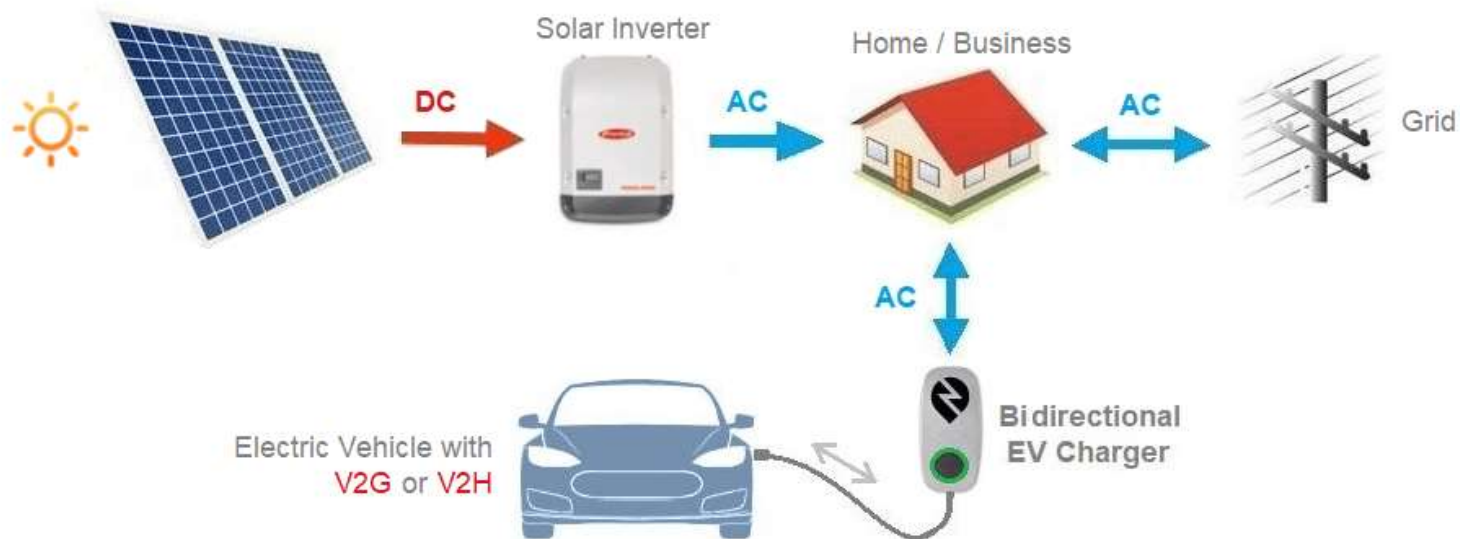 Solar Inverter
Home / Business
DC
AC
AC
Grid
AC
Electric Vehicle with
V2G or V2H
Bidirectional
EV Charger